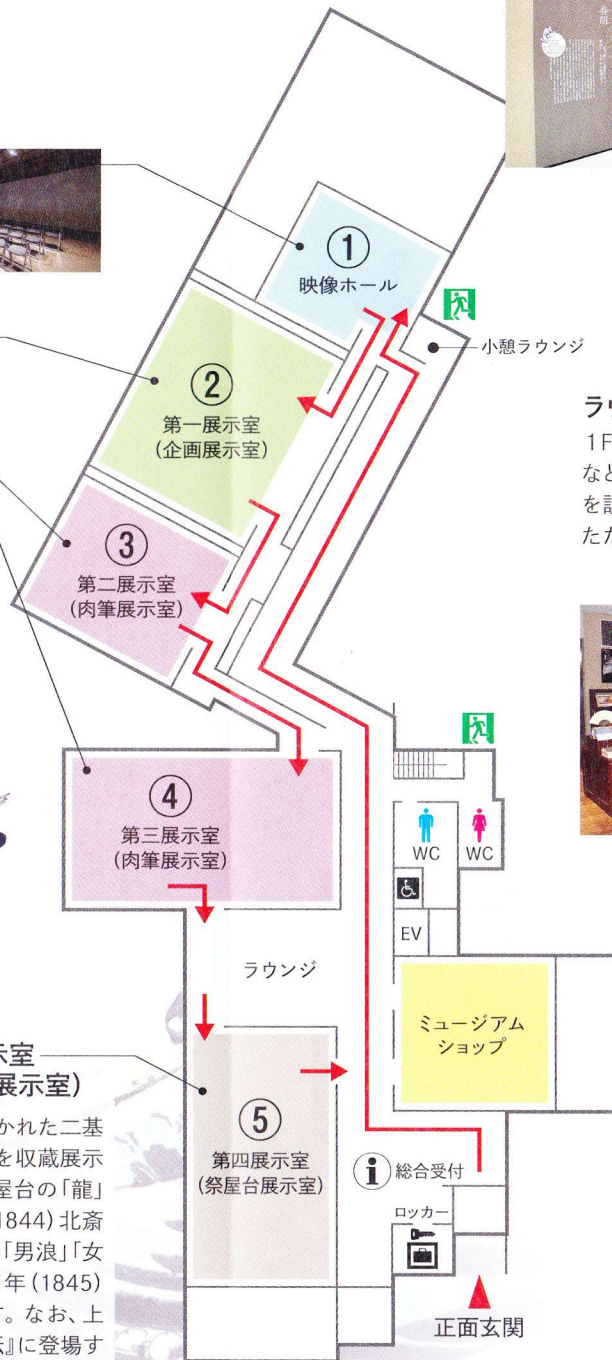 ①
映像ホール
小憩ラウンジ
②
第一展示室
(企画展示室)
③
第二展示室
(肉筆展示室)
④
第三展示室
(肉筆展示室)
WC
WC
EV
ラウンジ
ミュージアム
ショップ
⑤
第四展示室
(祭屋台展示室)
i 総合受付
ロッカー
正面玄関
1F
など
を
ただ
示室
展示室)
かれた二基
を収蔵展示
屋台の「龍」
1844)北斎
「男浪」「女
年(1845)
す。なお、上
』に登場す